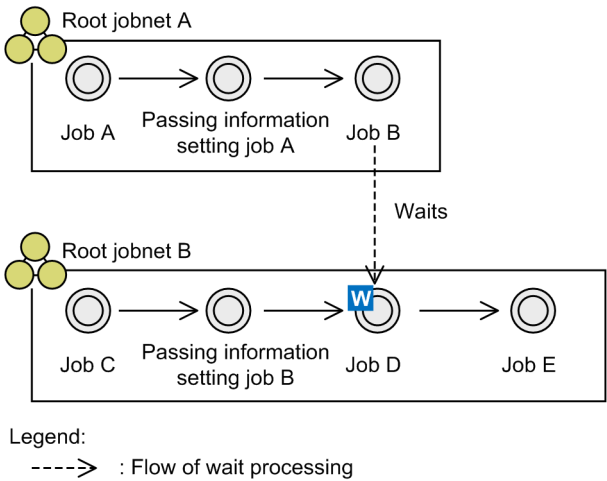 Root jobnet A
Job A
Passing information
setting job A
Job B
Waits
Root jobnet B
W
Job C
Passing information
setting job B
Job D
Job E
Legend:
: Flow of wait processing